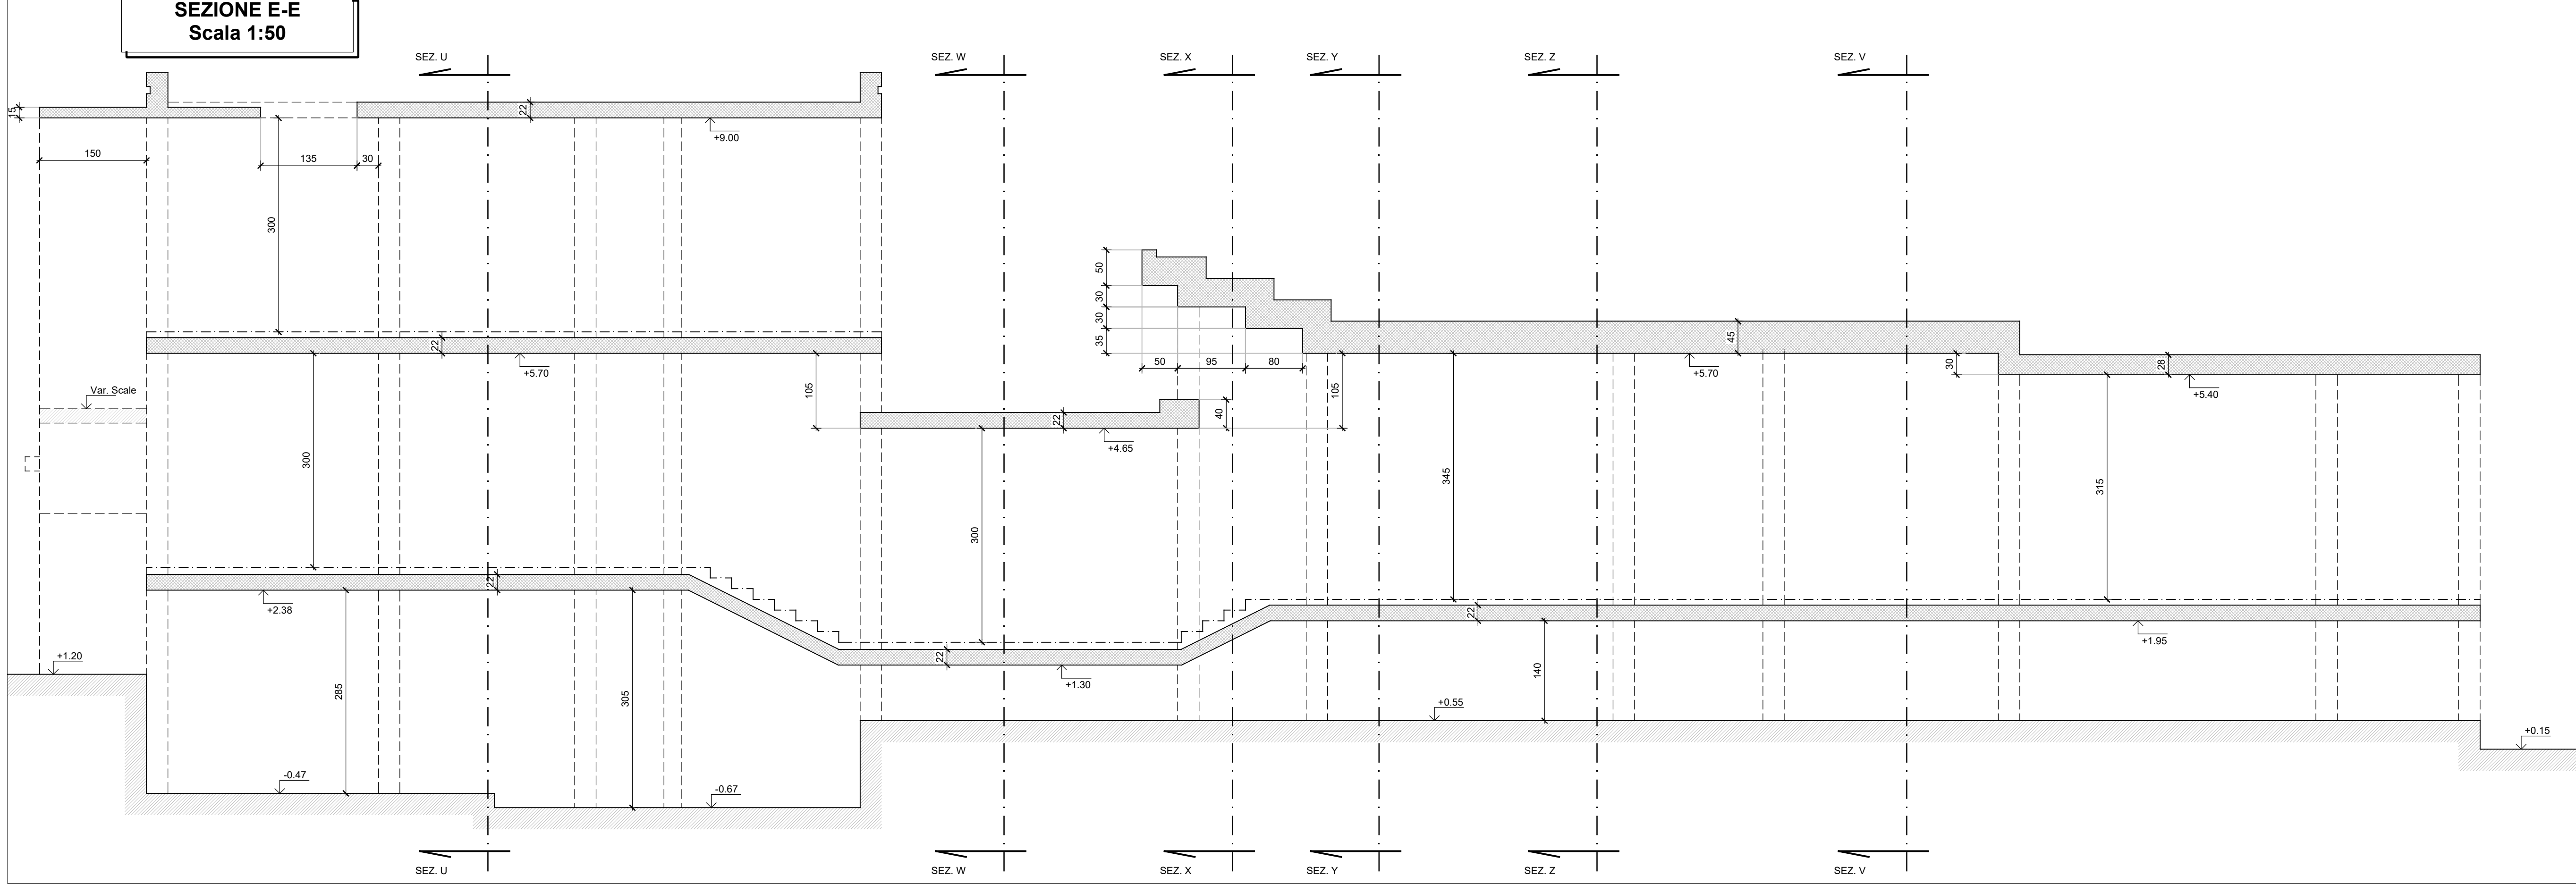 SEZIONE E-E
Scala 1:50
SEZ. U
SEZ. W
SEZ. X
SEZ. Y
SEZ. Z
SEZ. V
15
22
+9.00
150
135
30
300
50
30
30
35
50
95
80
45
22
+5.70
105
105
+5.70
30
28
+5.40
Var. Scale
22
40
+4.65
300
300
345
315
22
+2.38
22
+1.95
22
+1.30
+1.20
285
305
140
+0.55
+0.15
-0.47
-0.67
SEZ. U
SEZ. W
SEZ. X
SEZ. Y
SEZ. Z
SEZ. V